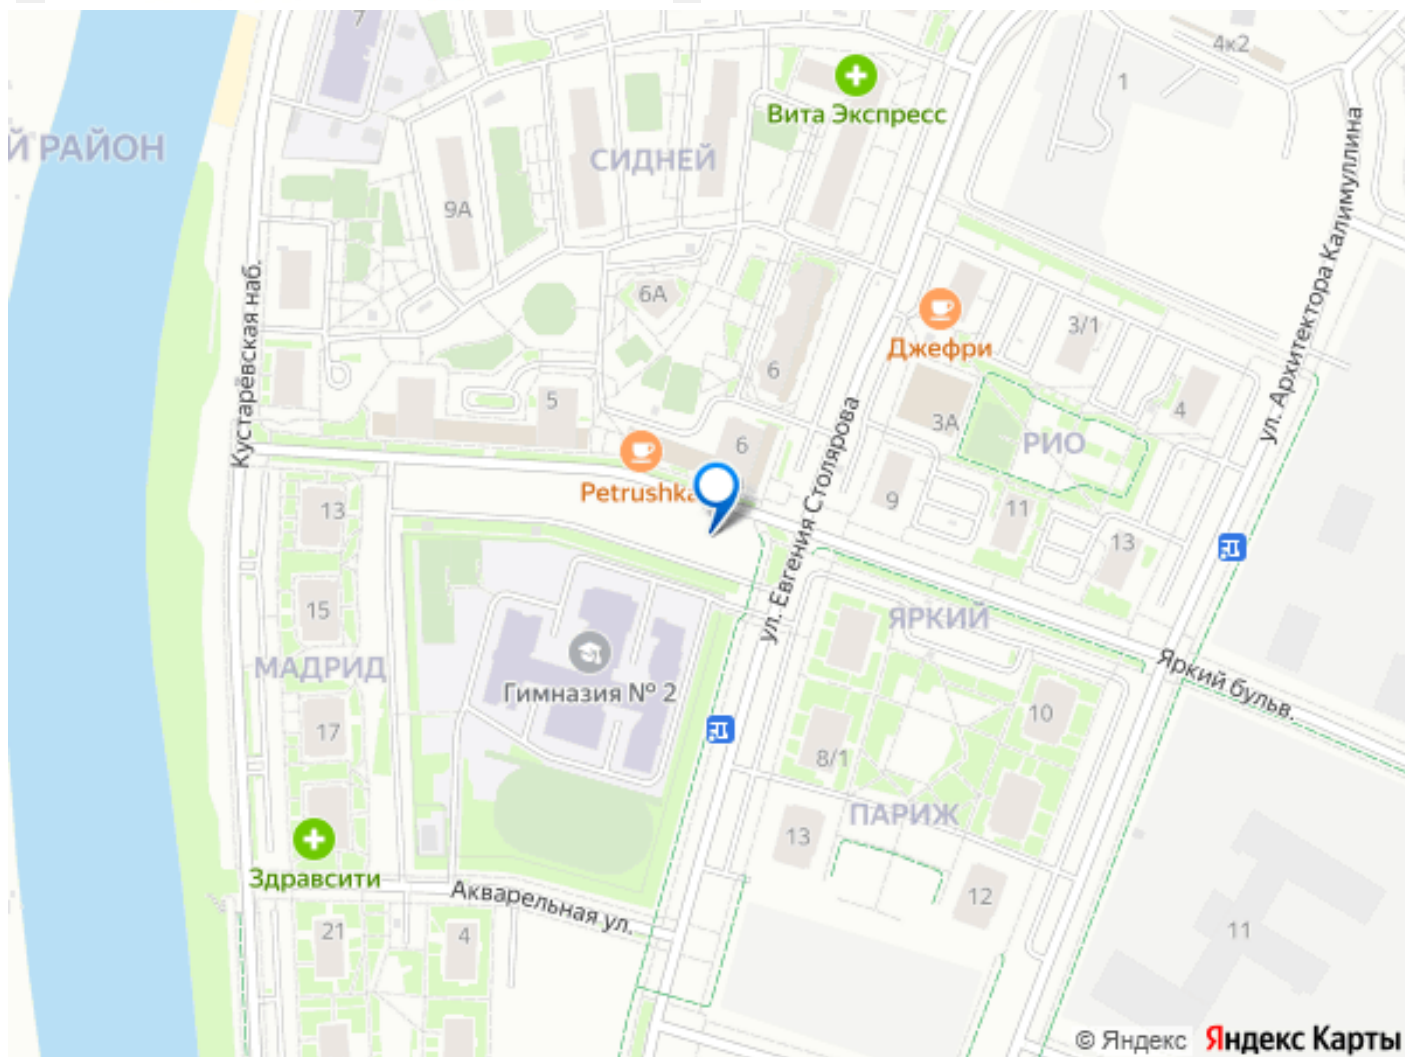 7
4к2
1
Вита Экспресс
Й РАЙОН
СИДНЕЙ
9А
ул. Архитектора Калимуллина
Кустарёвская наб.
6А
Джефри
3/1
6
5
3А
4
РИО
6
Petrushka
9
11
13
13
ул. Евгения Столярова
15
ЯРКИЙ
МАДРИД
Гимназия № 2
Яркий бульв.
17
10
8/1
ПАРИЖ
13
Здравсити
Акварельная ул.
12
21
4
11
© Яндекс Яндекс Карты